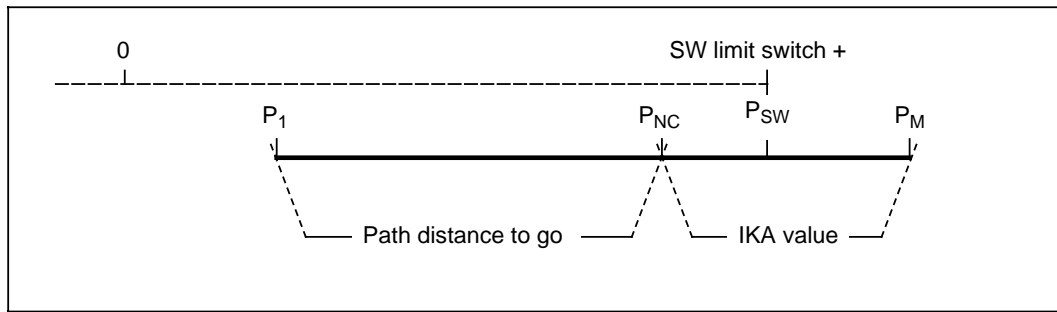 0 SW limit switch +
P1 PNC PSW PM
Path distance to go IKA value